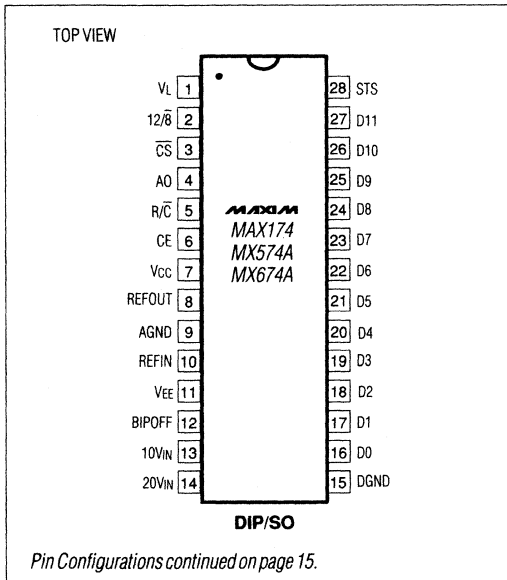 TOP VIEW
VL 1
12/8̅ 2
C̅S̅ 3
AO 4
R/C̅ 5
CE 6
VCC 7
REFOUT 8
AGND 9
REFIN 10
VEE 11
BIPOFF 12
10VIN 13
20VIN 14
MAXIM
MAX174
MX574A
MX674A
28 STS
27 D11
26 D10
25 D9
24 D8
23 D7
22 D6
21 D5
20 D4
19 D3
18 D2
17 D1
16 D0
15 DGND
DIP/SO
Pin Configurations continued on page 15.